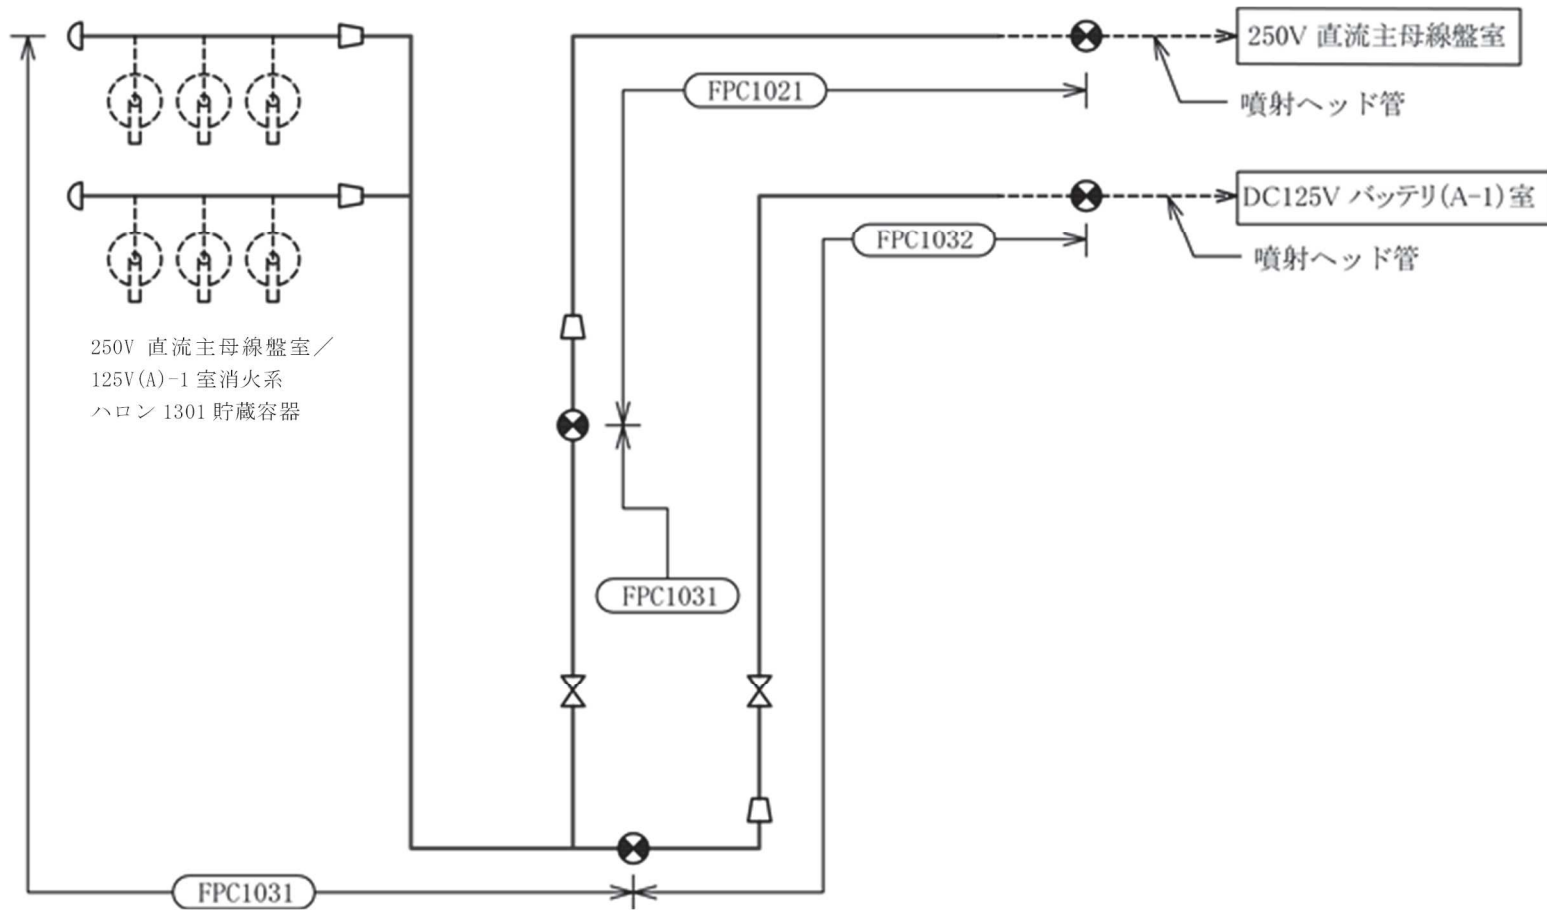 250V 直流主母線盤室
FPC1021
噴射ヘッド管
DC125V バッテリ(A-1)室
FPC1032
噴射ヘッド管
250V 直流主母線盤室／
125V(A)-1 室消火系
ハロン 1301 貯蔵容器
FPC1031
FPC1031